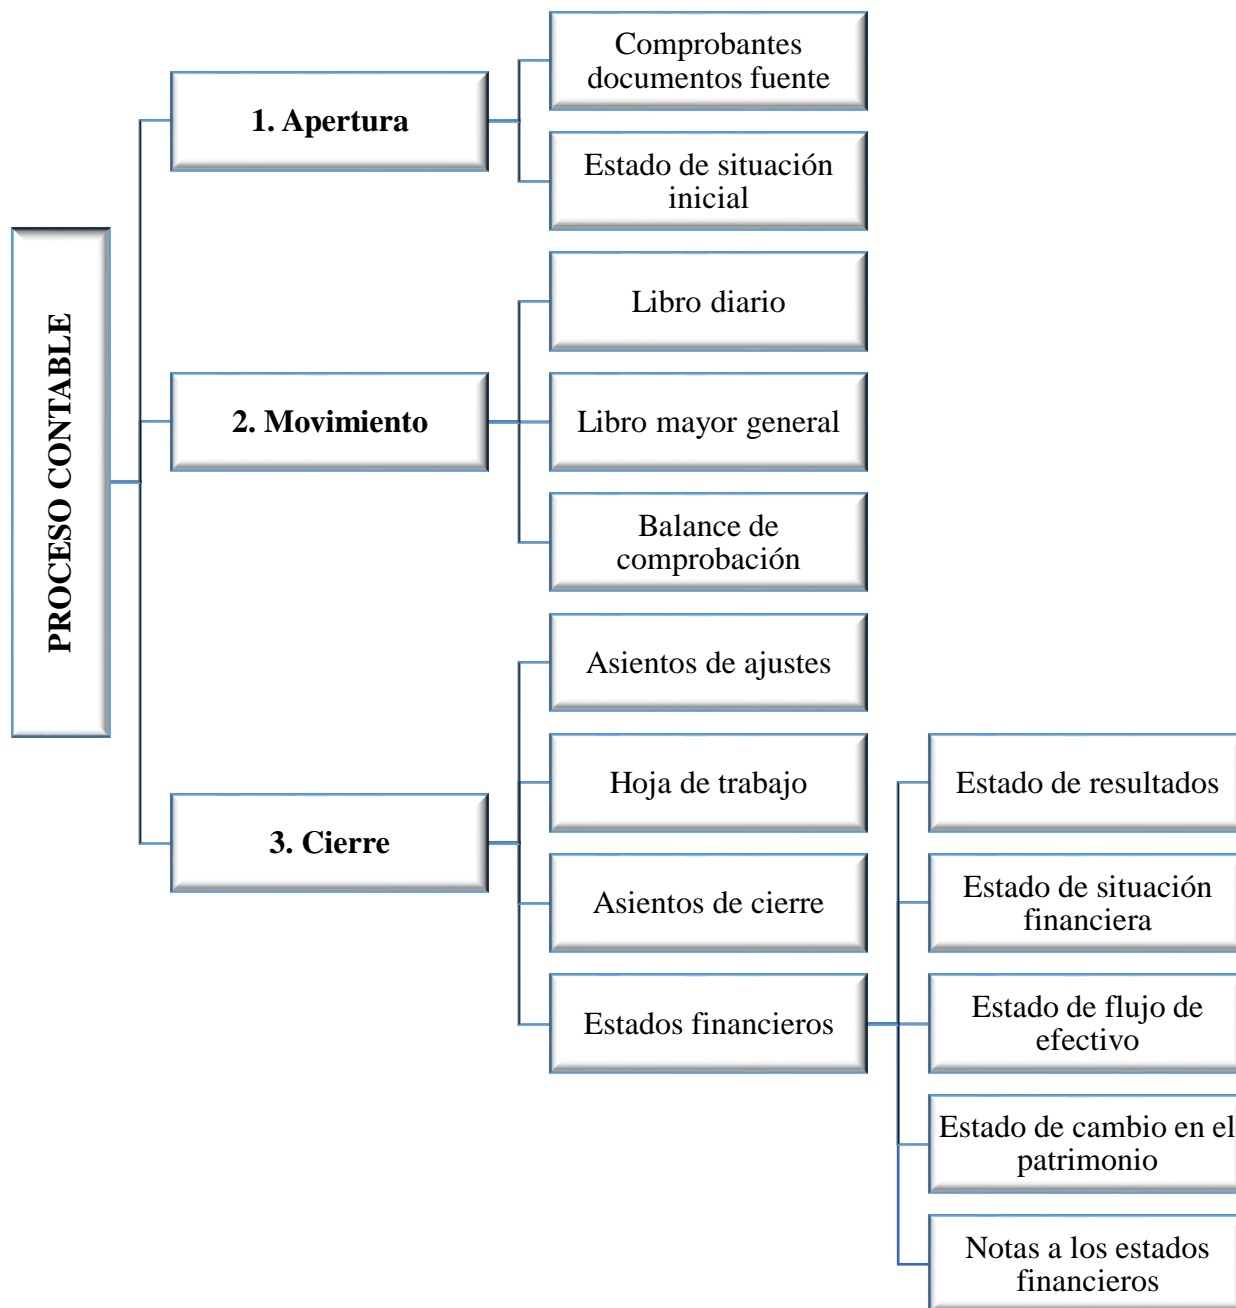 PROCESO CONTABLE
1. Apertura
Comprobantes
documentos fuente
Estado de situación
inicial
2. Movimiento
Libro diario
Libro mayor general
Balance de
comprobación
3. Cierre
Asientos de ajustes
Hoja de trabajo
Asientos de cierre
Estados financieros
Estado de resultados
Estado de situación
financiera
Estado de flujo de
efectivo
Estado de cambio en el
patrimonio
Notas a los estados
financieros